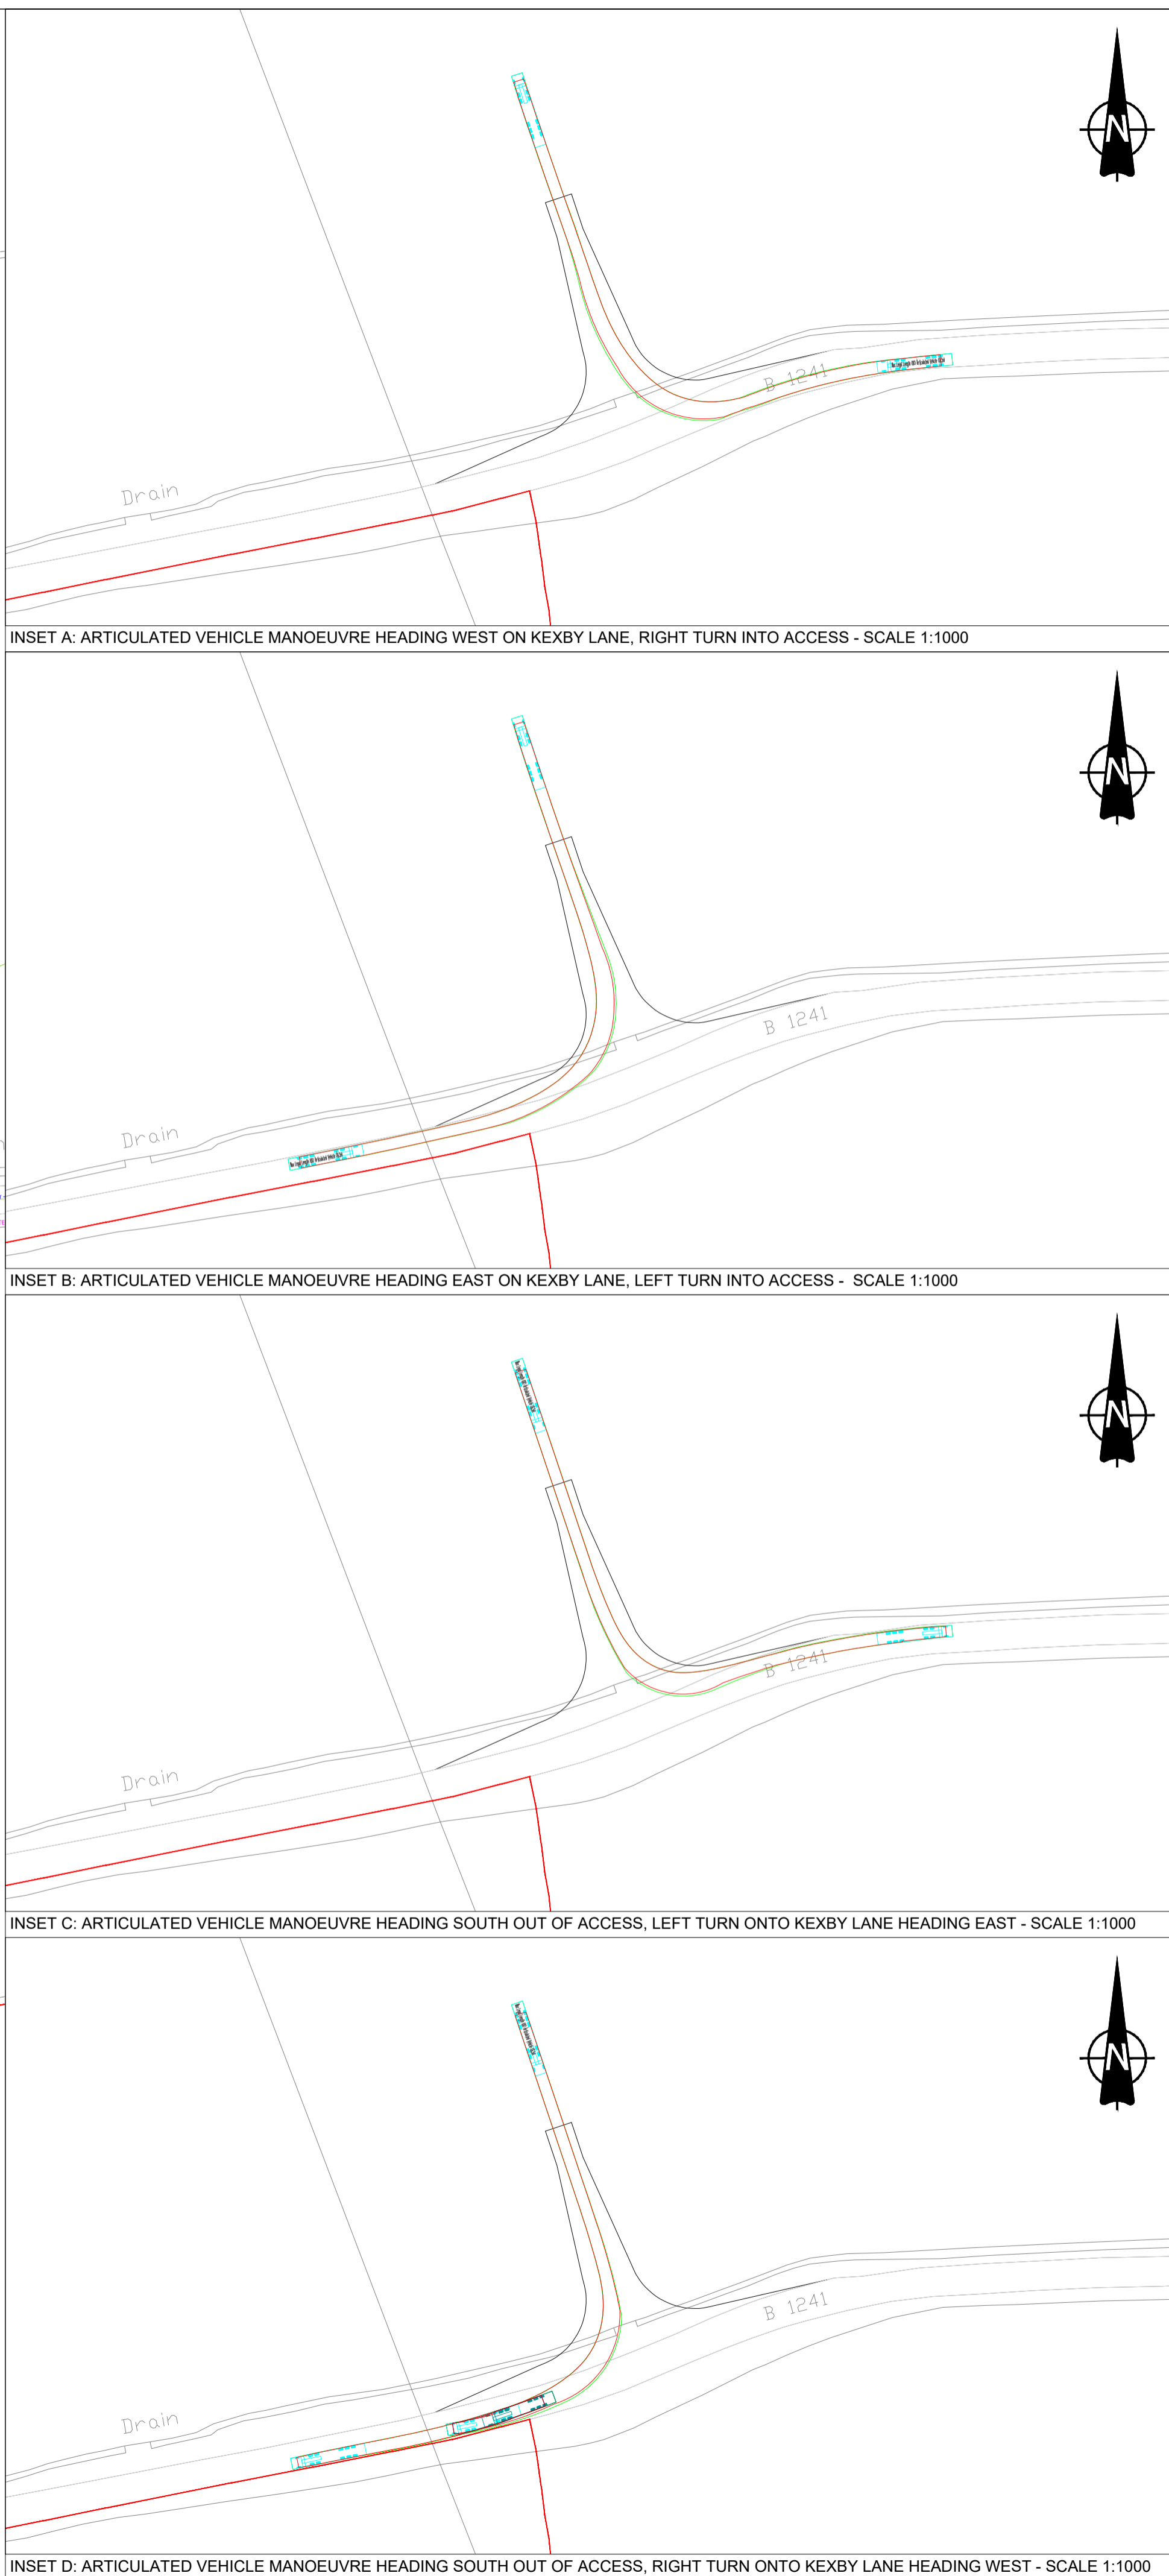 N
B 1241
Drain
INSET A: ARTICULATED VEHICLE MANOEUVRE HEADING WEST ON KEXBY LANE, RIGHT TURN INTO ACCESS - SCALE 1:1000
N
B 1241
Drain
INSET B: ARTICULATED VEHICLE MANOEUVRE HEADING EAST ON KEXBY LANE, LEFT TURN INTO ACCESS - SCALE 1:1000
N
B 1241
Drain
INSET C: ARTICULATED VEHICLE MANOEUVRE HEADING SOUTH OUT OF ACCESS, LEFT TURN ONTO KEXBY LANE HEADING EAST - SCALE 1:1000
N
B 1241
Drain
INSET D: ARTICULATED VEHICLE MANOEUVRE HEADING SOUTH OUT OF ACCESS, RIGHT TURN ONTO KEXBY LANE HEADING WEST - SCALE 1:1000